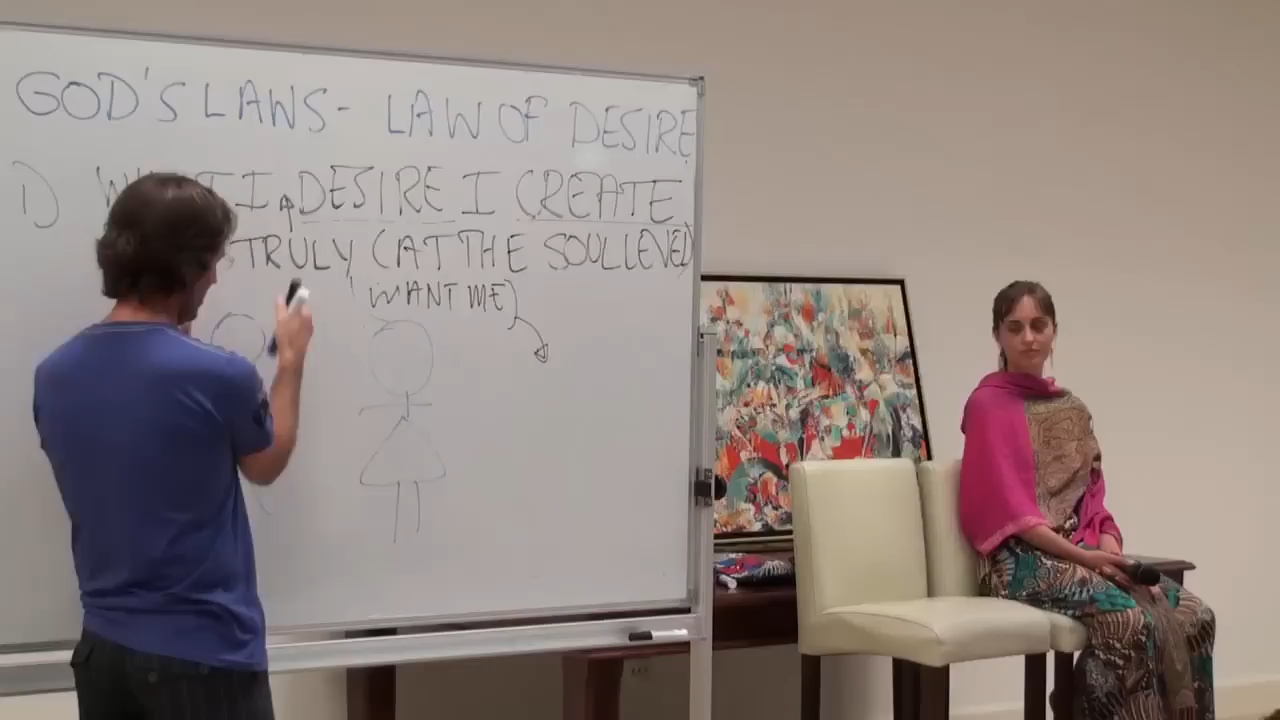 GOD'S LAWS - LAW OF DESIRE
1) I DESIRE I CREATE
TRULY (AT THE SOUL LEVEL)
WANT ME)